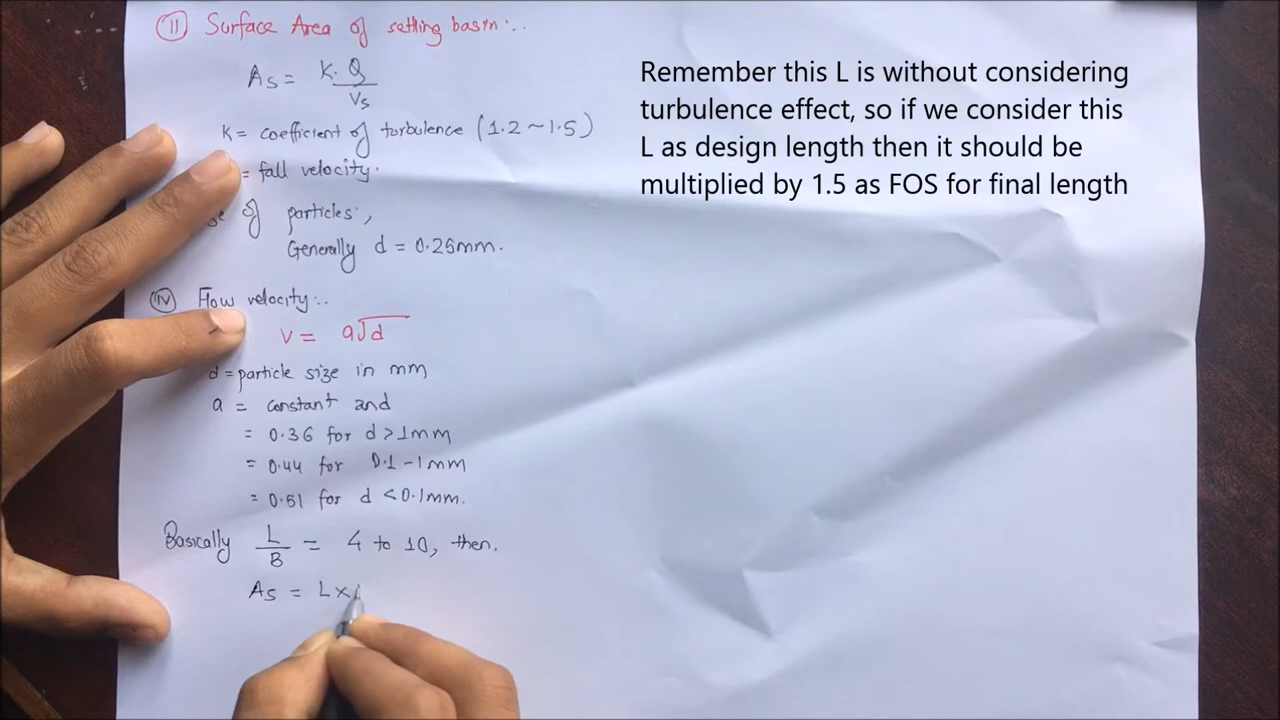 (II) Surface Area of settling basin:..
As = K. Q / Vs
K = coefficient of turbulence (1.2 ~ 1.5)
= fall velocity.
of particles,
Generally d = 0.25mm.
(IV) Flow velocity:..
V = a√d
d = particle size in mm
a = constant and
= 0.36 for d > 1mm
= 0.44 for 0.1 - 1mm
= 0.51 for d < 0.1mm.
Basically L / B = 4 to 10, then.
As = L ×
Remember this L is without considering
turbulence effect, so if we consider this
L as design length then it should be
multiplied by 1.5 as FOS for final length